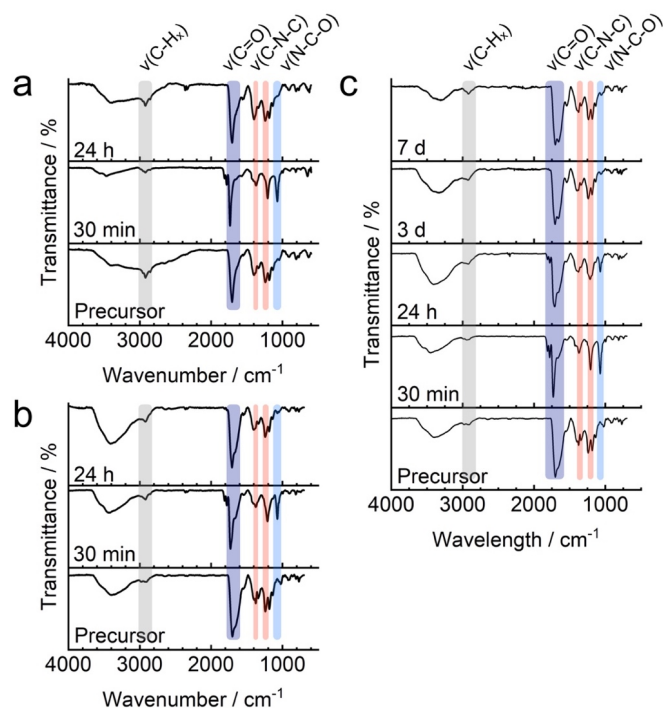 ν(C-Hx)
ν(C=O)
ν(C-N-C)
ν(N-C-O)
a
Transmittance / %
24 h
30 min
Precursor
4000 3000 2000 1000
Wavenumber / cm-1
b
Transmittance / %
24 h
30 min
Precursor
4000 3000 2000 1000
Wavenumber / cm-1
ν(C-Hx)
ν(C=O)
ν(C-N-C)
ν(N-C-O)
c
Transmittance / %
7 d
3 d
24 h
30 min
Precursor
4000 3000 2000 1000
Wavelength / cm-1